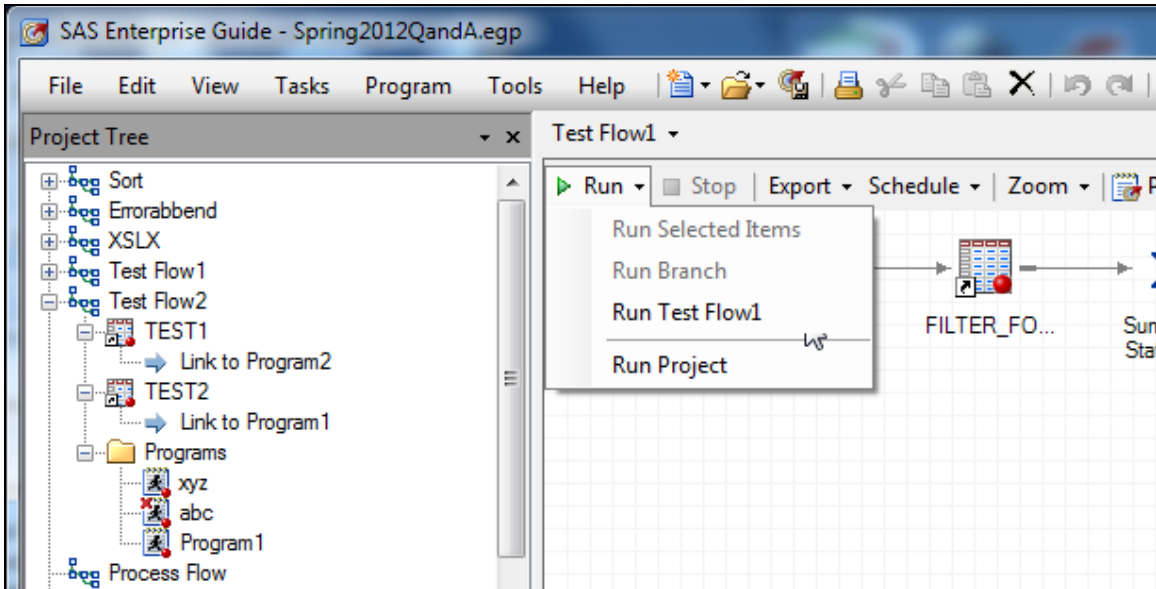 SAS Enterprise Guide - Spring2012QandA.egp
File Edit View Tasks Program Tools Help
Project Tree
Test Flow1
Sort
Errorabbend
XSLX
Test Flow1
Test Flow2
TEST1
Link to Program2
TEST2
Link to Program1
Programs
xyz
abc
Program1
Process Flow
Run Stop Export Schedule Zoom P
Run Selected Items
Run Branch
Run Test Flow1
Run Project
FILTER_FO...
Sum
Sta